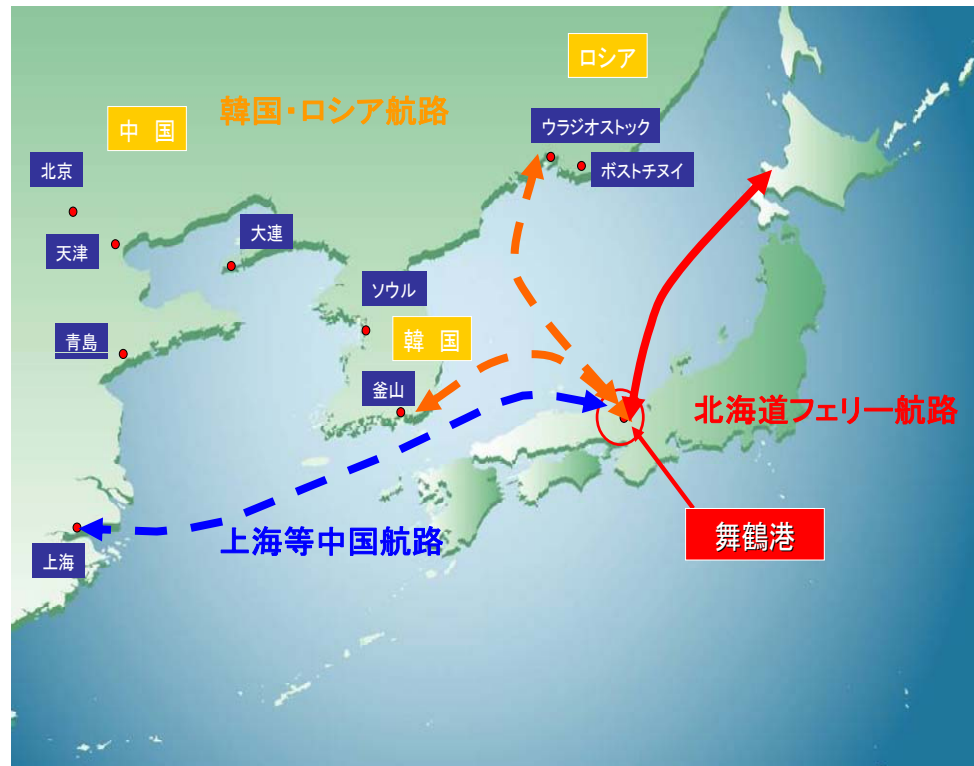 ロシア
韓国・ロシア航路
中　国
ウラジオストック
ボストチヌイ
北京
大連
天津
ソウル
青島
韓　国
釜山
北海道フェリー航路
舞鶴港
上海等中国航路
上海